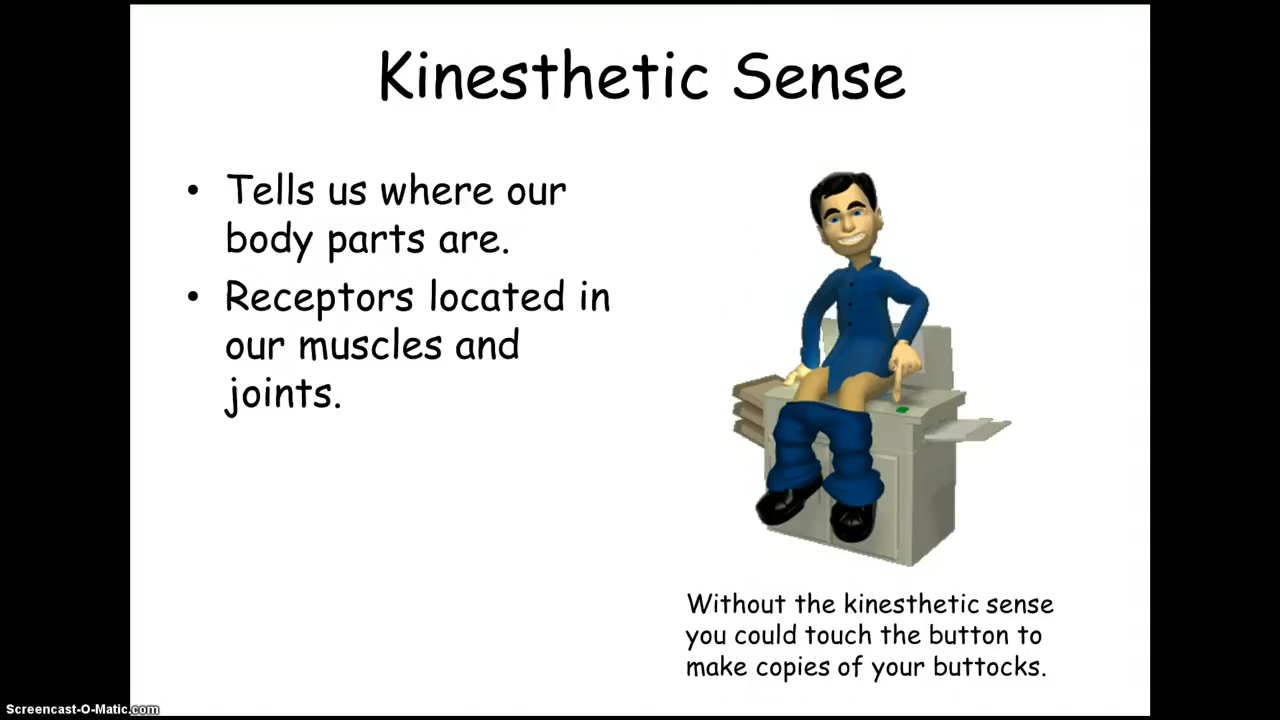 Kinesthetic Sense
• Tells us where our
body parts are.
• Receptors located in
our muscles and
joints.
Without the kinesthetic sense
you could touch the button to
make copies of your buttocks.
Screencast-O-Matic.com